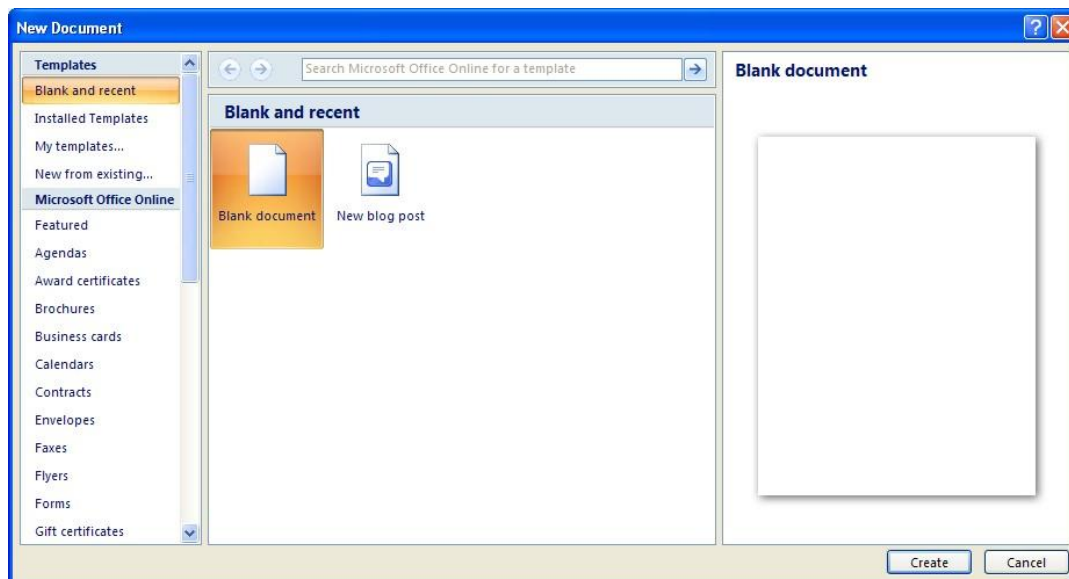 New Document
Templates
Blank and recent
Installed Templates
My templates...
New from existing...
Microsoft Office Online
Featured
Agendas
Award certificates
Brochures
Business cards
Calendars
Contracts
Envelopes
Faxes
Flyers
Forms
Gift certificates
Search Microsoft Office Online for a template
Blank and recent
Blank document
New blog post
Blank document
Create
Cancel